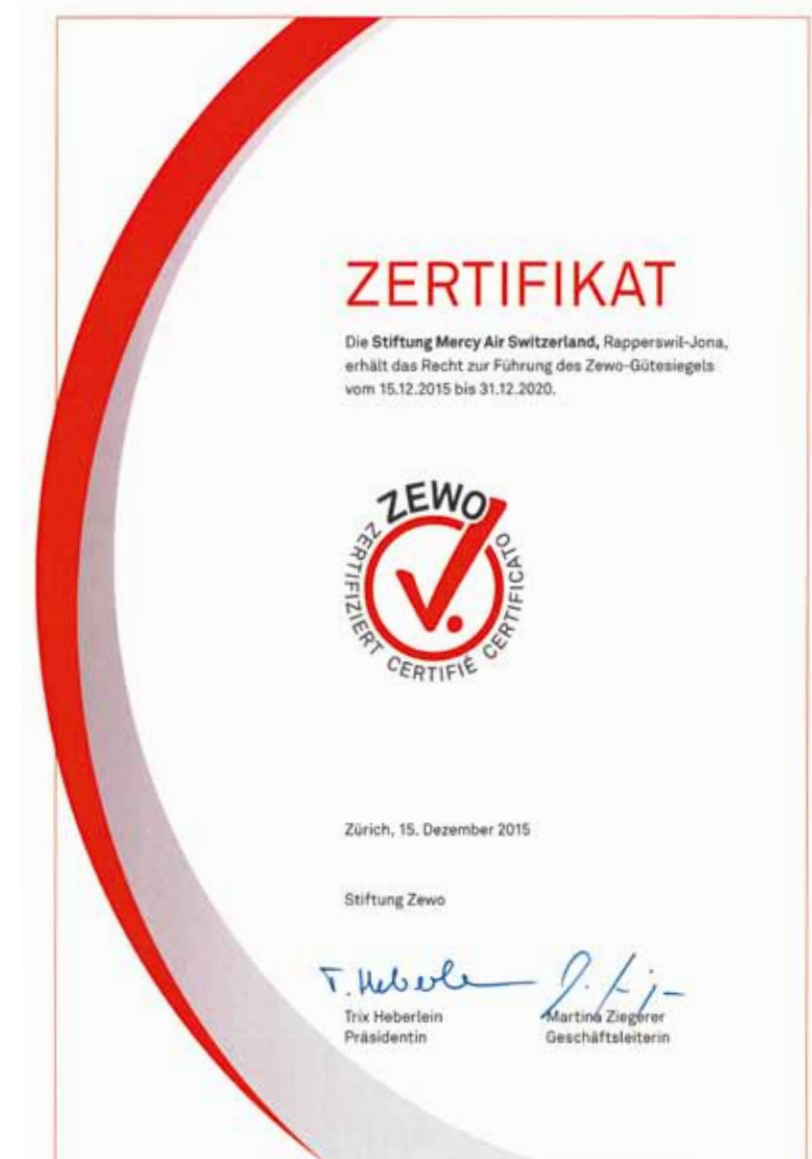 ZERTIFIKAT
Die Stiftung Mercy Air Switzerland, Rapperswil-Jona,
erhält das Recht zur Führung des Zewo-Gütesiegels
vom 15.12.2015 bis 31.12.2020.
ZEWO
ZERTIFIZIERT CERTIFIÉ CERTIFICATO
Zürich, 15. Dezember 2015
Stiftung Zewo
T. Heberle
Trix Heberlein
Präsidentin
Martina Ziegerer
Geschäftsleiterin